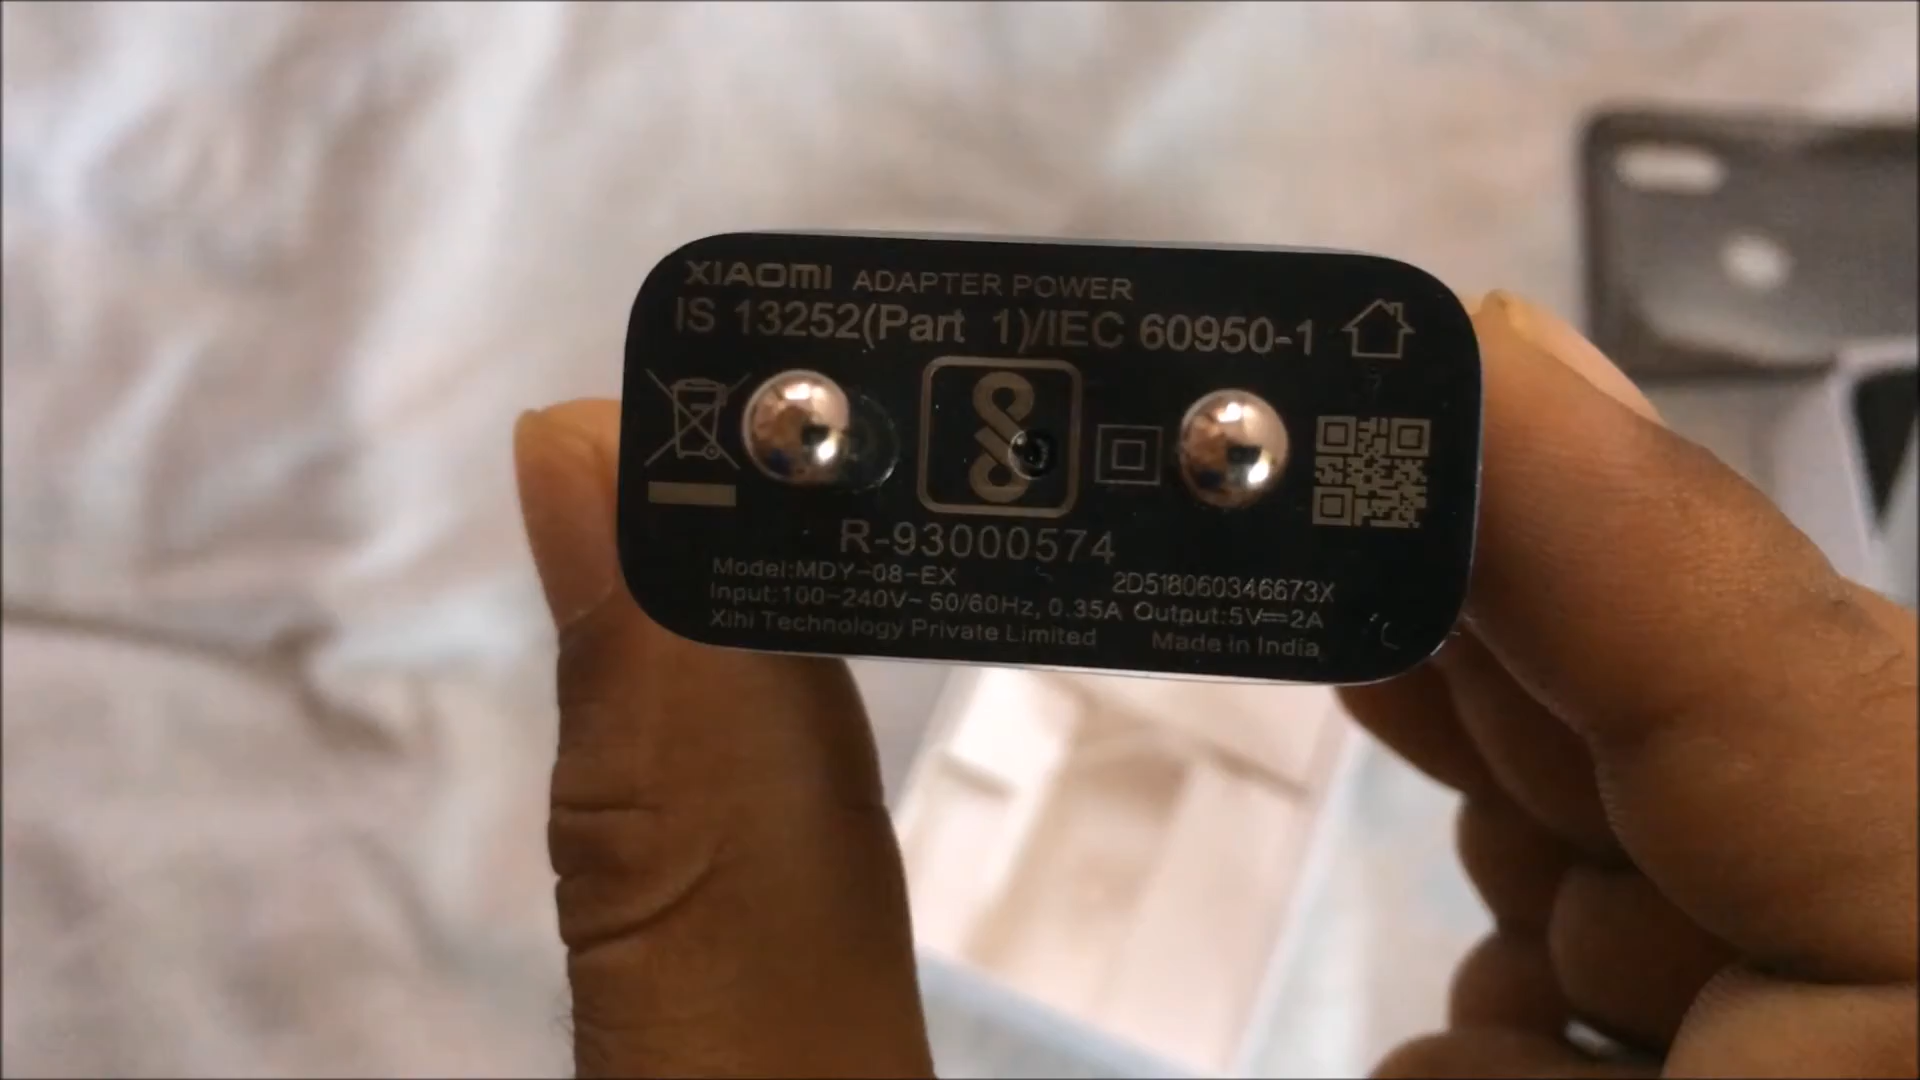 XIAOMI ADAPTER POWER
IS 13252(Part 1)/IEC 60950-1
R-93000574
Model:MDY-08-EX
2D518060346673X
Input:100-240V~50/60Hz, 0.35A Output:5V⎓2A
Xihi Technology Private Limited Made in India